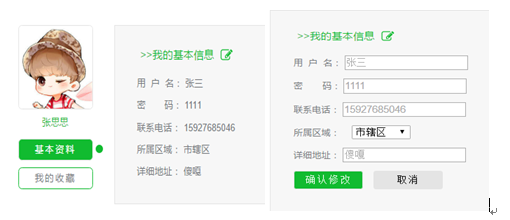 张思思
基本资料
我的收藏
>>我的基本信息
用 户 名： 张三
密 码： 1111
联系电话： 15927685046
所属区域： 市辖区
详细地址： 傻嘎
>>我的基本信息
用 户 名： 张三
密 码： 1111
联系电话： 15927685046
所属区域： 市辖区
详细地址： 傻嘎
确认修改 取消